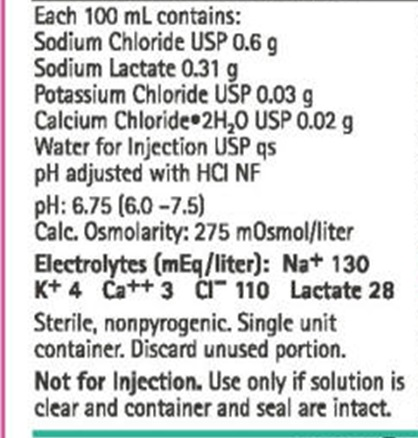 Each 100 mL contains:
Sodium Chloride USP 0.6 g
Sodium Lactate 0.31 g
Potassium Chloride USP 0.03 g
Calcium Chloride•2H₂O USP 0.02 g
Water for Injection USP qs
pH adjusted with HCl NF
pH: 6.75 (6.0 –7.5)
Calc. Osmolarity: 275 mOsmol/liter
Electrolytes (mEq/liter): Na+ 130
K+ 4 Ca++ 3 Cl⁻ 110 Lactate 28
Sterile, nonpyrogenic. Single unit
container. Discard unused portion.
Not for Injection. Use only if solution is
clear and container and seal are intact.